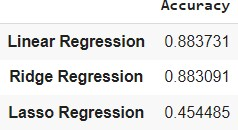 Accuracy
Linear Regression 0.883731
Ridge Regression 0.883091
Lasso Regression 0.454485